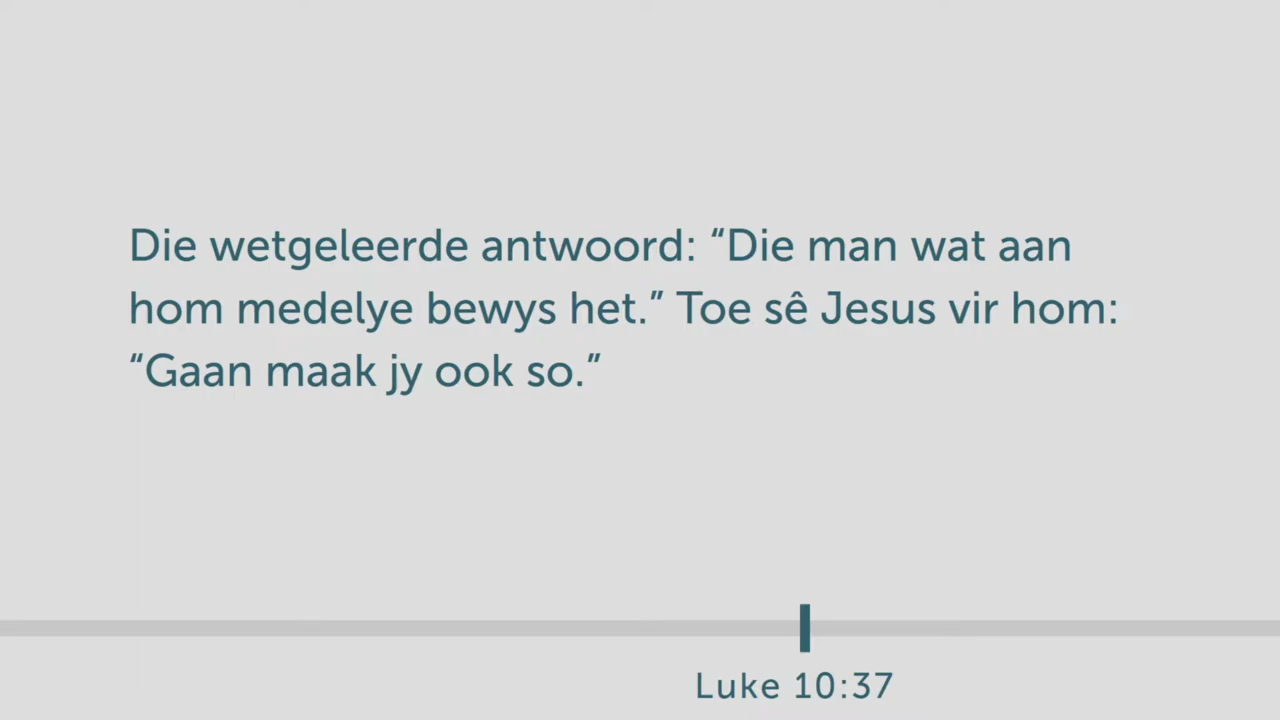 Die wetgeleerde antwoord: “Die man wat aan
hom medelye bewys het.” Toe sê Jesus vir hom:
“Gaan maak jy ook so.”
Luke 10:37